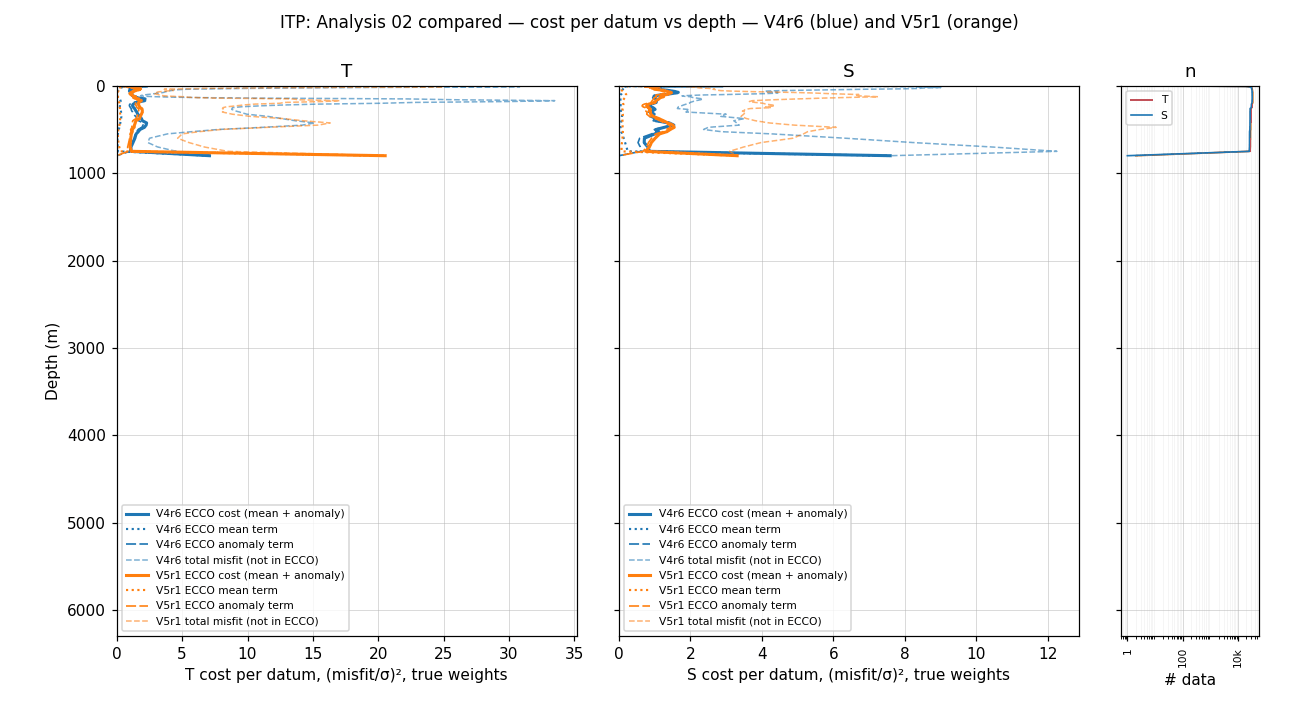 ITP: Analysis 02 compared — cost per datum vs depth — V4r6 (blue) and V5r1 (orange)
T
S
n
0
1000
2000
3000
4000
5000
6000
Depth (m)
V4r6 ECCO cost (mean + anomaly)
V4r6 ECCO mean term
V4r6 ECCO anomaly term
V4r6 total misfit (not in ECCO)
V5r1 ECCO cost (mean + anomaly)
V5r1 ECCO mean term
V5r1 ECCO anomaly term
V5r1 total misfit (not in ECCO)
0 5 10 15 20 25 30 35
T cost per datum, (misfit/σ)², true weights
V4r6 ECCO cost (mean + anomaly)
V4r6 ECCO mean term
V4r6 ECCO anomaly term
V4r6 total misfit (not in ECCO)
V5r1 ECCO cost (mean + anomaly)
V5r1 ECCO mean term
V5r1 ECCO anomaly term
V5r1 total misfit (not in ECCO)
0 2 4 6 8 10 12
S cost per datum, (misfit/σ)², true weights
T
S
1 100 10k
# data